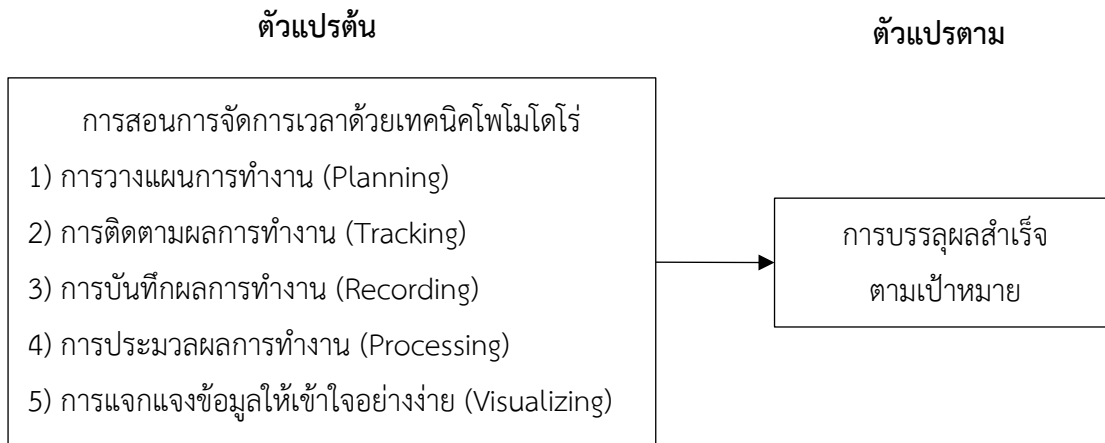 ตัวแปรต้น
ตัวแปรตาม
การสอนการจัดการเวลาด้วยเทคนิคโพโมโดโร่
1) การวางแผนการทำงาน (Planning)
2) การติดตามผลการทำงาน (Tracking)
3) การบันทึกผลการทำงาน (Recording)
4) การประมวลผลการทำงาน (Processing)
5) การแจกแจงข้อมูลให้เข้าใจอย่างง่าย (Visualizing)
การบรรลุผลสำเร็จ
ตามเป้าหมาย